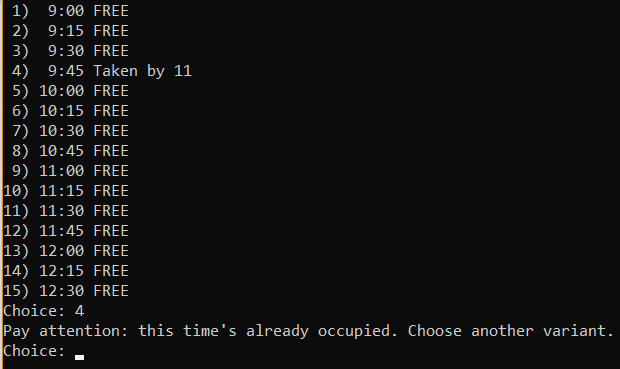 1)  9:00 FREE
2)  9:15 FREE
3)  9:30 FREE
4)  9:45 Taken by 11
5) 10:00 FREE
6) 10:15 FREE
7) 10:30 FREE
8) 10:45 FREE
9) 11:00 FREE
10) 11:15 FREE
11) 11:30 FREE
12) 11:45 FREE
13) 12:00 FREE
14) 12:15 FREE
15) 12:30 FREE
Choice: 4
Pay attention: this time's already occupied. Choose another variant.
Choice: